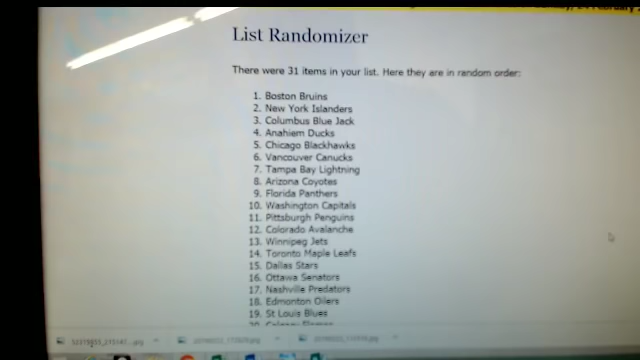 List Randomizer
There were 31 items in your list. Here they are in random order:
1. Boston Bruins
2. New York Islanders
3. Columbus Blue Jack
4. Anahiem Ducks
5. Chicago Blackhawks
6. Vancouver Canucks
7. Tampa Bay Lightning
8. Arizona Coyotes
9. Florida Panthers
10. Washington Capitals
11. Pittsburgh Penguins
12. Colorado Avalanche
13. Winnipeg Jets
14. Toronto Maple Leafs
15. Dallas Stars
16. Ottawa Senators
17. Nashville Predators
18. Edmonton Oilers
19. St Louis Blues
20. Calgary Flames